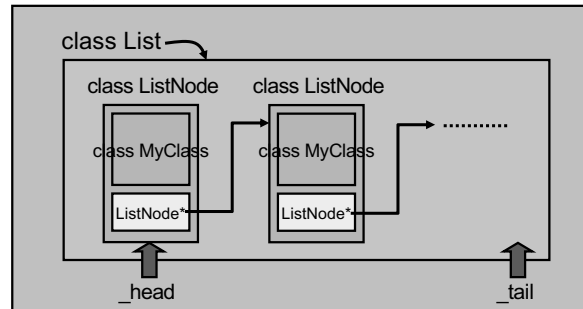 class List
class ListNode
class ListNode
class MyClass
class MyClass
ListNode*
ListNode*
_head
_tail